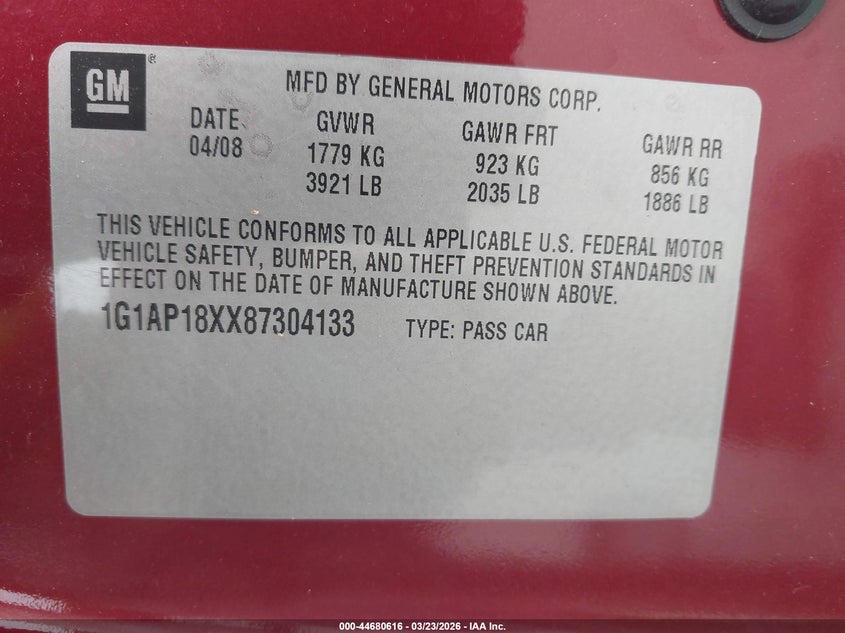 GM
MFD BY GENERAL MOTORS CORP.
DATE GVWR GAWR FRT GAWR RR
04/08 1779 KG 923 KG 856 KG
3921 LB 2035 LB 1886 LB
THIS VEHICLE CONFORMS TO ALL APPLICABLE U.S. FEDERAL MOTOR
VEHICLE SAFETY, BUMPER, AND THEFT PREVENTION STANDARDS IN
EFFECT ON THE DATE OF MANUFACTURE SHOWN ABOVE.
1G1AP18XX87304133 TYPE: PASS CAR
000-44680616 - 03/23/2026 - IAA Inc.